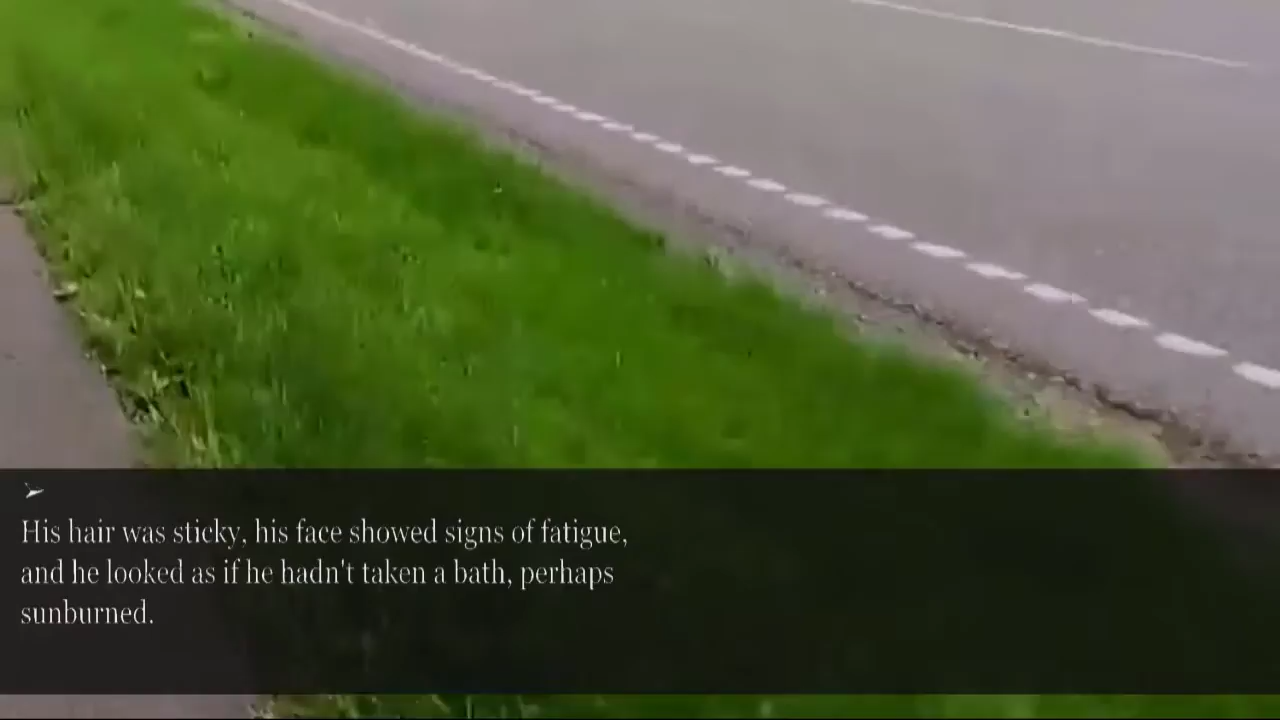 His hair was sticky, his face showed signs of fatigue,
and he looked as if he hadn't taken a bath, perhaps
sunburned.